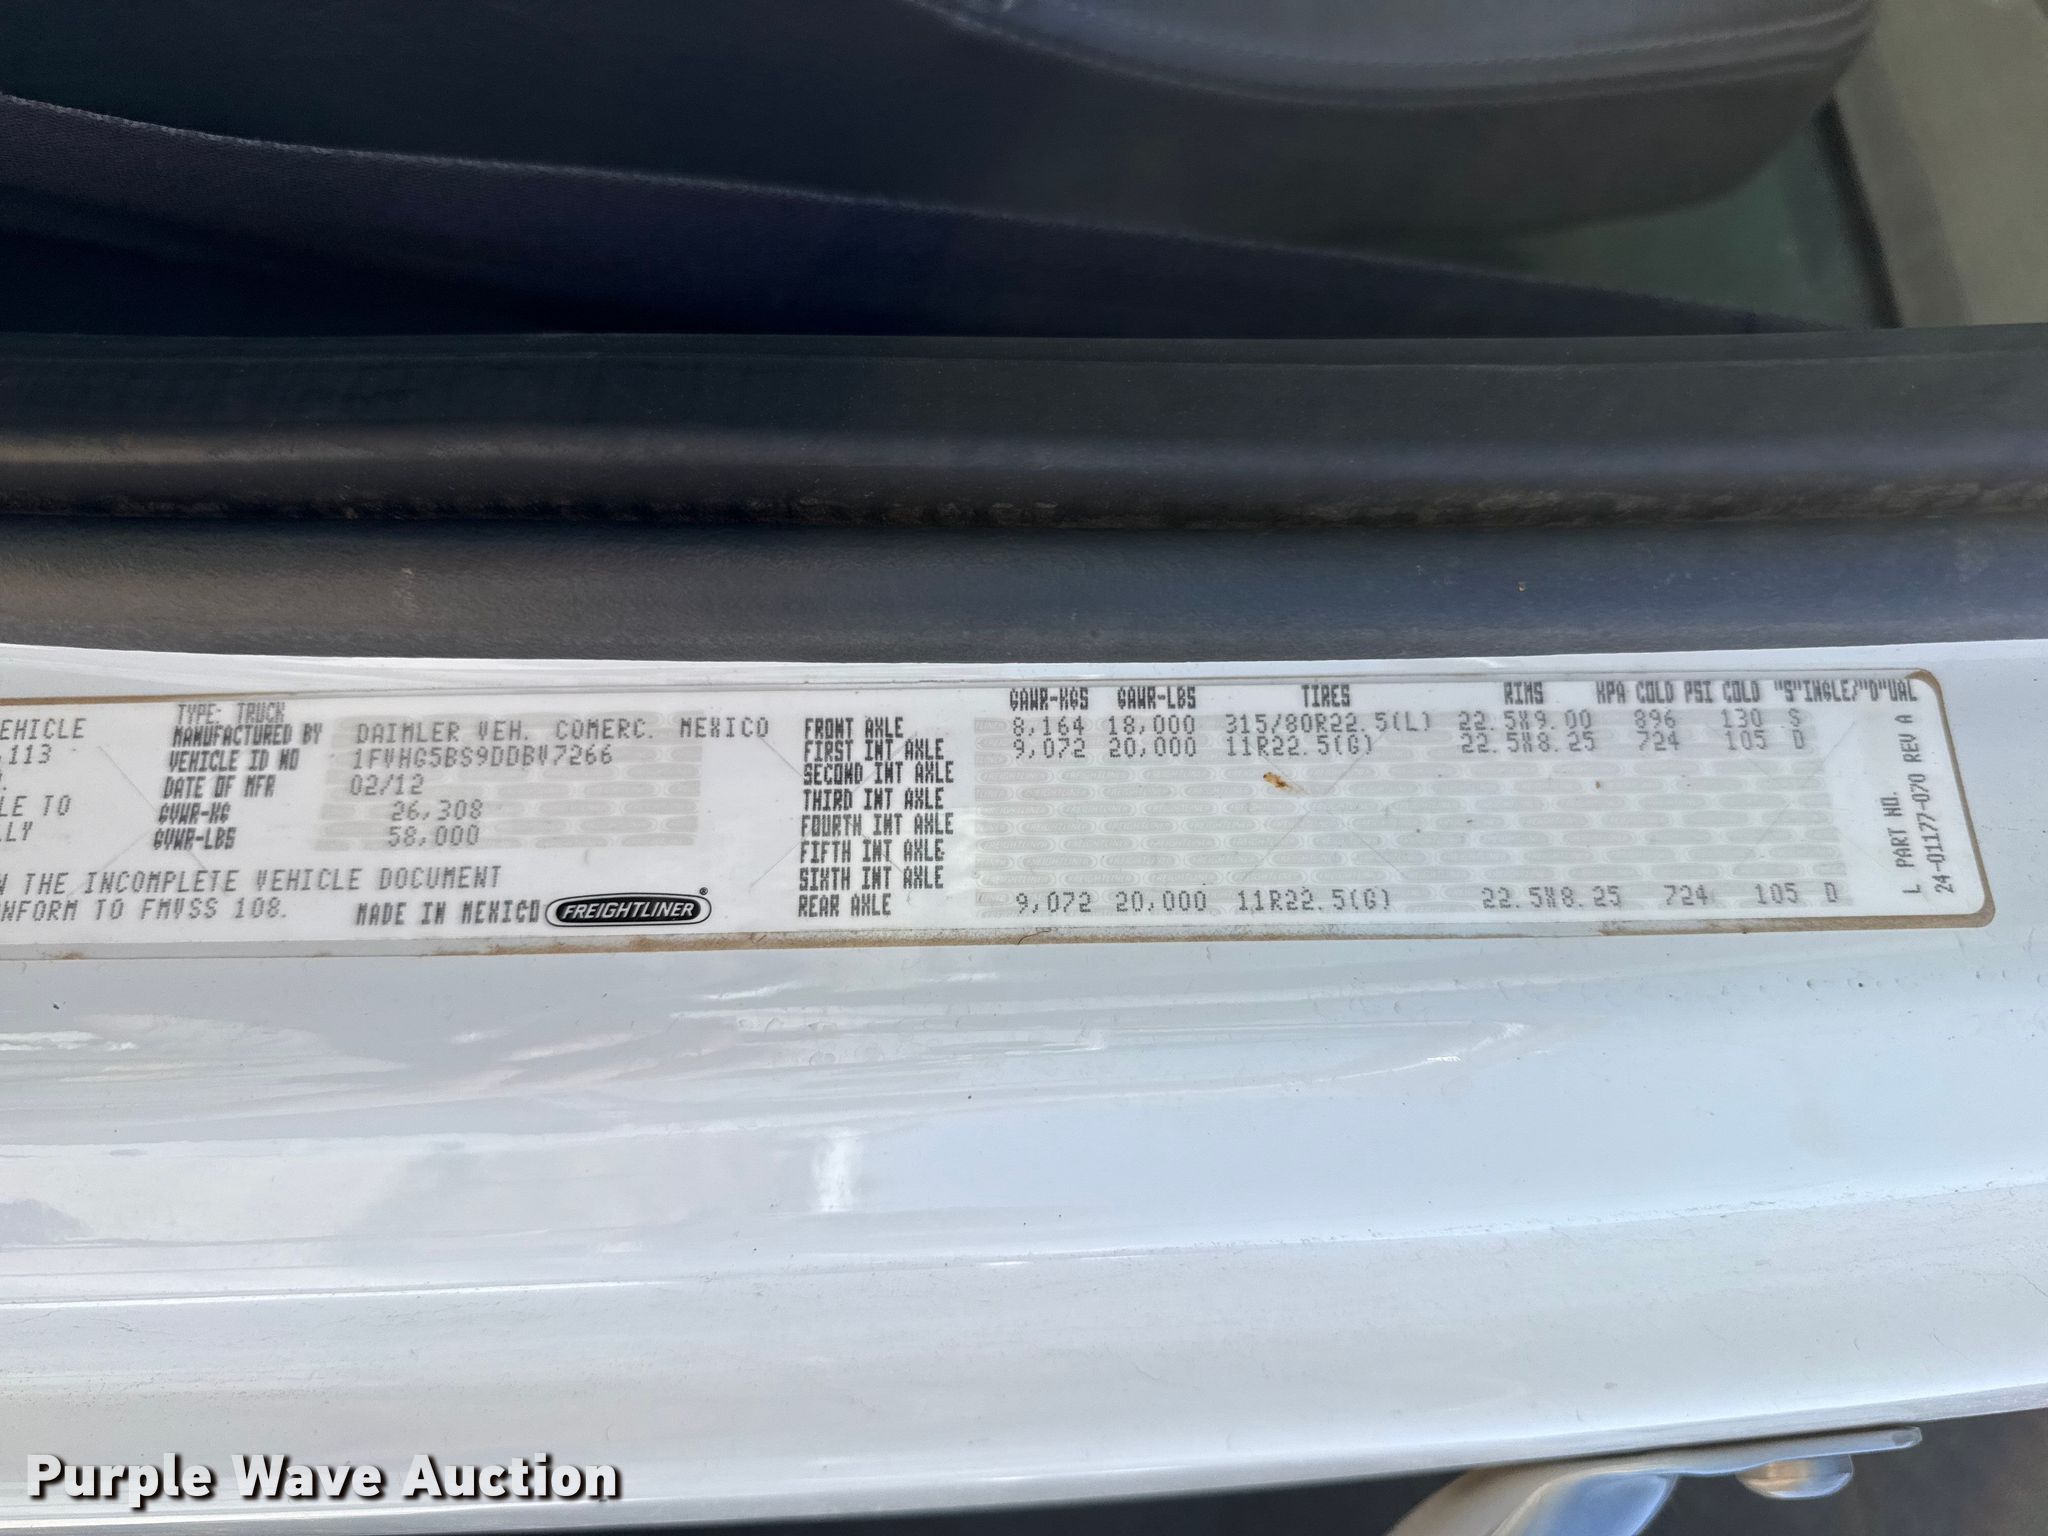 EHICLE
113
LE TO
LLY
N THE INCOMPLETE VEHICLE DOCUMENT
NFORM TO FMVSS 108.
TYPE: TRUCK
MANUFACTURED BY DAIMLER VEH. COMERC. MEXICO
VEHICLE ID NO 1FVHG5BS9DDBV7266
DATE OF MFR 02/12
GVWR-KG 26,308
GVWR-LBS 58,000
MADE IN MEXICO FREIGHTLINER®
GAWR-KGS GAWR-LBS TIRES RIMS KPA COLD PSI COLD "S"INGLE/"D"UAL
FRONT AXLE 8,164 18,000 315/80R22.5(L) 22.5X9.00 896 130 S
FIRST INT AXLE 9,072 20,000 11R22.5(G) 22.5X8.25 724 105 D
SECOND INT AXLE
THIRD INT AXLE
FOURTH INT AXLE
FIFTH INT AXLE
SIXTH INT AXLE
REAR AXLE 9,072 20,000 11R22.5(G) 22.5X8.25 724 105 D
L PART NO.
24-01177-070 REV A
Purple Wave Auction